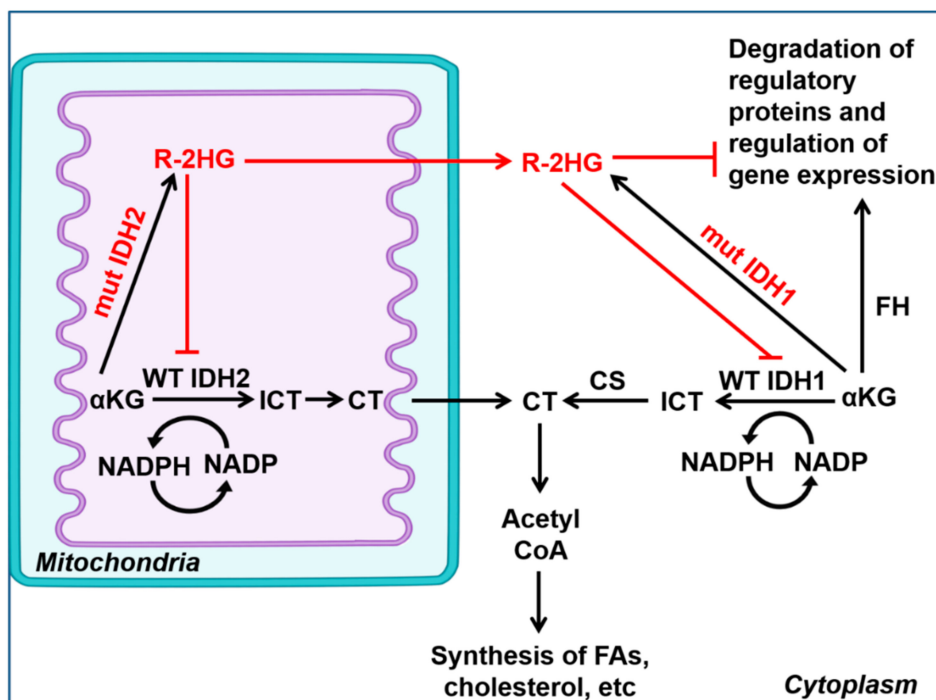 Degradation of
regulatory
proteins and
regulation of
gene expression
R-2HG
R-2HG
mut IDH2
mut IDH1
FH
WT IDH2
αKG
ICT
CT
CT
CS
ICT
WT IDH1
αKG
NADPH
NADP
NADPH
NADP
Acetyl
CoA
Mitochondria
Synthesis of FAs,
cholesterol, etc
Cytoplasm